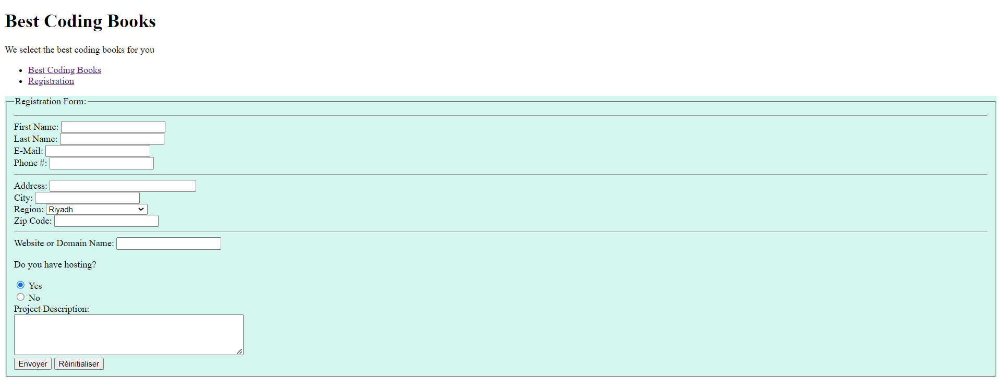 Best Coding Books
We select the best coding books for you
Best Coding Books
Registration
Registration Form:
First Name:
Last Name:
E-Mail:
Phone #:
Address:
City:
Region: Riyadh
Zip Code:
Website or Domain Name:
Do you have hosting?
Yes
No
Project Description:
Envoyer Réinitialiser